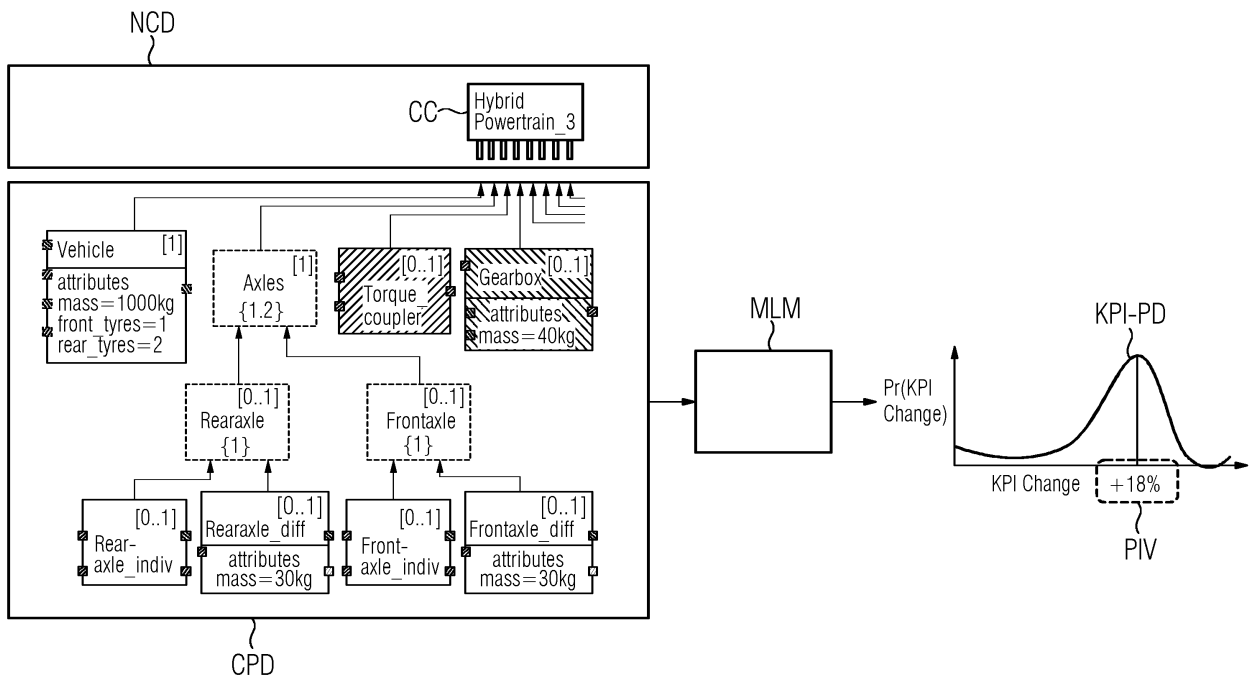 NCD
CC
Hybrid
Powertrain_3
Vehicle [1]
attributes
mass=1000kg
front_tyres=1
rear_tyres=2
[1]
Axles
{1.2}
[0..1]
Torque_
coupler
[0..1]
Gearbox
attributes
mass=40kg
[0..1]
Rearaxle
{1}
[0..1]
Frontaxle
{1}
[0..1]
Rear-
axle_indiv
[0..1]
Rearaxle_diff
attributes
mass=30kg
[0..1]
Front-
axle_indiv
[0..1]
Frontaxle_diff
attributes
mass=30kg
CPD
MLM
KPI-PD
Pr(KPI
Change)
KPI Change +18%
PIV